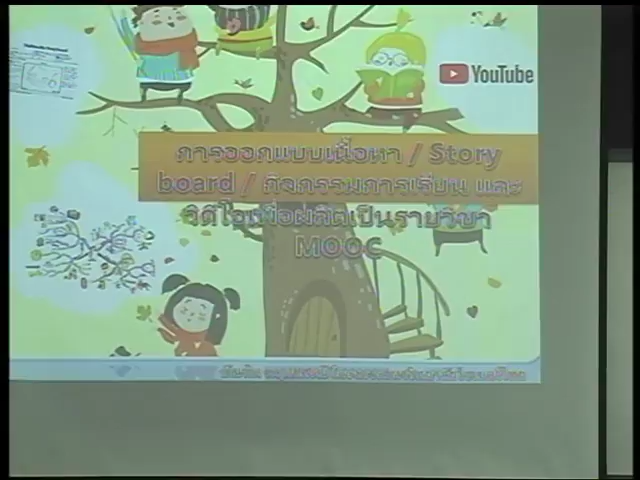 YouTube
การออกแบบเนื้อหา / Story
board / กิจกรรมการเรียน และ
วิดีโอเพื่อผลิตเป็นรายวิชา
MOOC